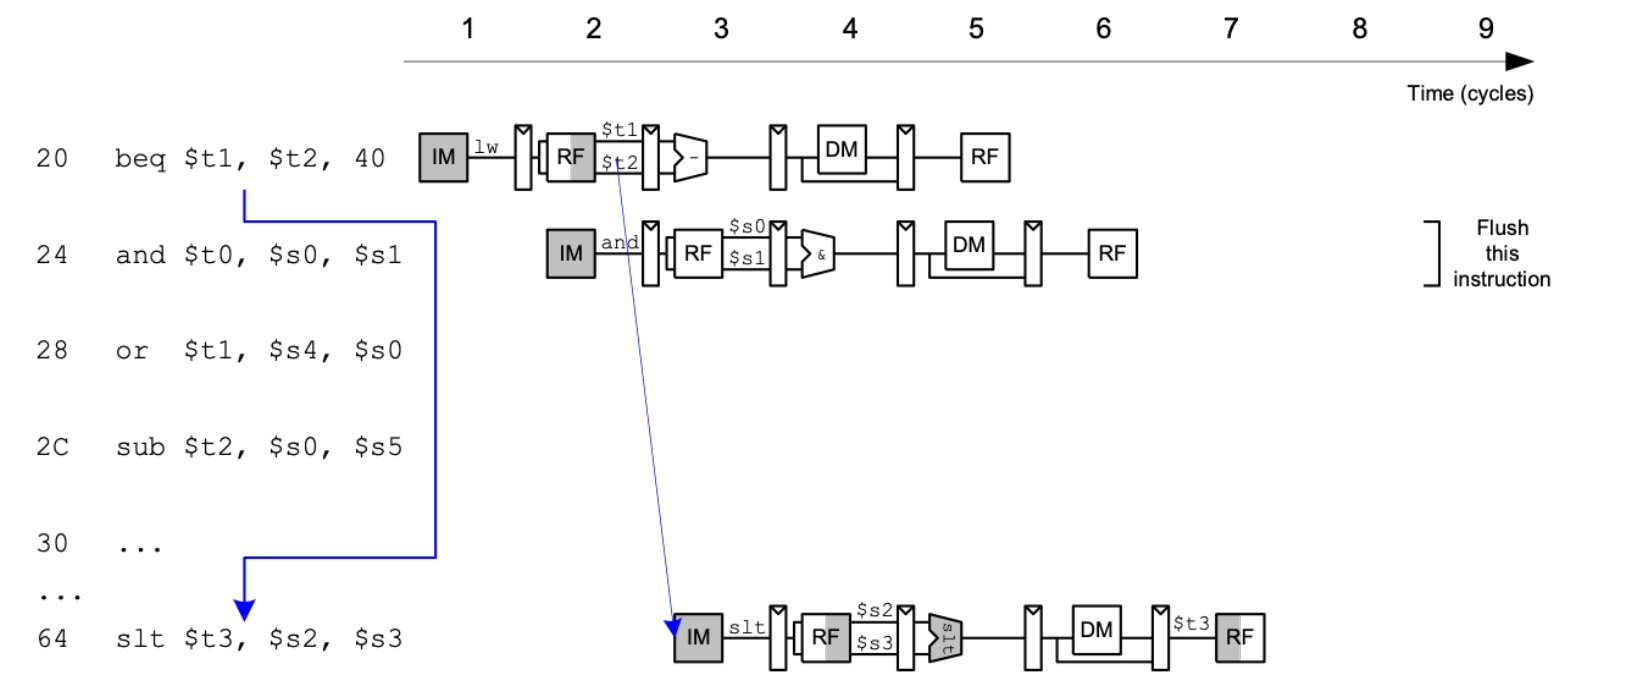 1 2 3 4 5 6 7 8 9
Time (cycles)
20 beq $t1, $t2, 40
IM lw RF $t1 $t2 - DM RF
24 and $t0, $s0, $s1
IM and RF $s0 $s1 & DM RF
Flush
this
instruction
28 or $t1, $s4, $s0
2C sub $t2, $s0, $s5
30 ...
...
64 slt $t3, $s2, $s3
IM slt RF $s2 $s3 slt DM $t3 RF